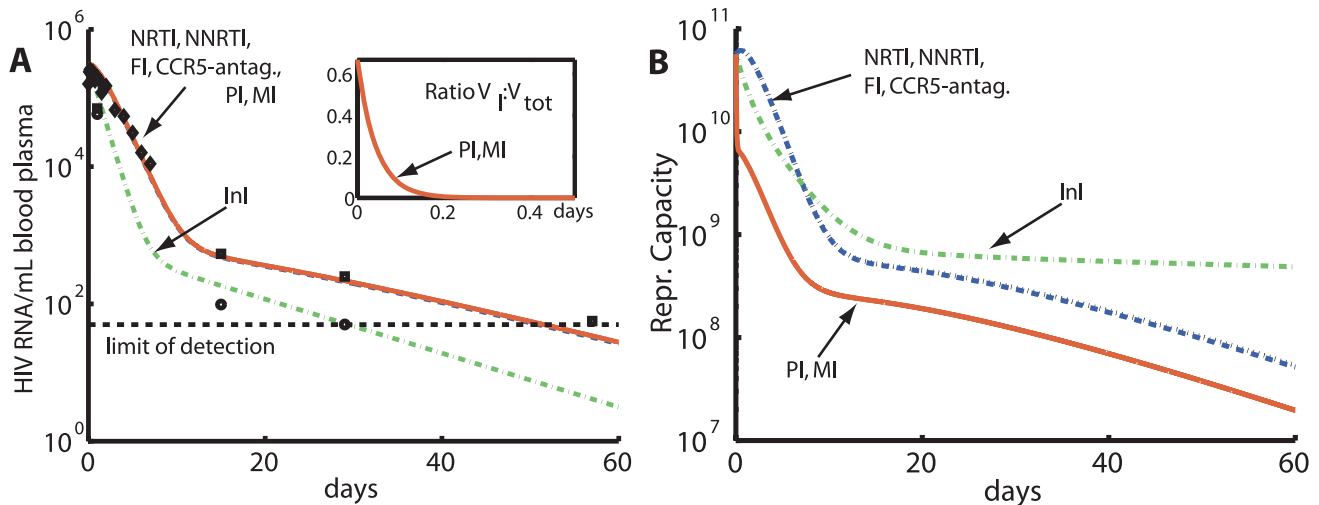 A
HIV RNA/mL blood plasma
10^6
10^4
10^2
10^0
NRTI, NNRTI,
FI, CCR5-antag.,
PI, MI
InI
limit of detection
0 20 40 60
days
Ratio V_I:V_tot
PI,MI
0.6
0.4
0.2
0
0 0.2 0.4
days
B
Repr. Capacity
10^11
10^10
10^9
10^8
10^7
NRTI, NNRTI,
FI, CCR5-antag.
InI
PI, MI
0 20 40 60
days